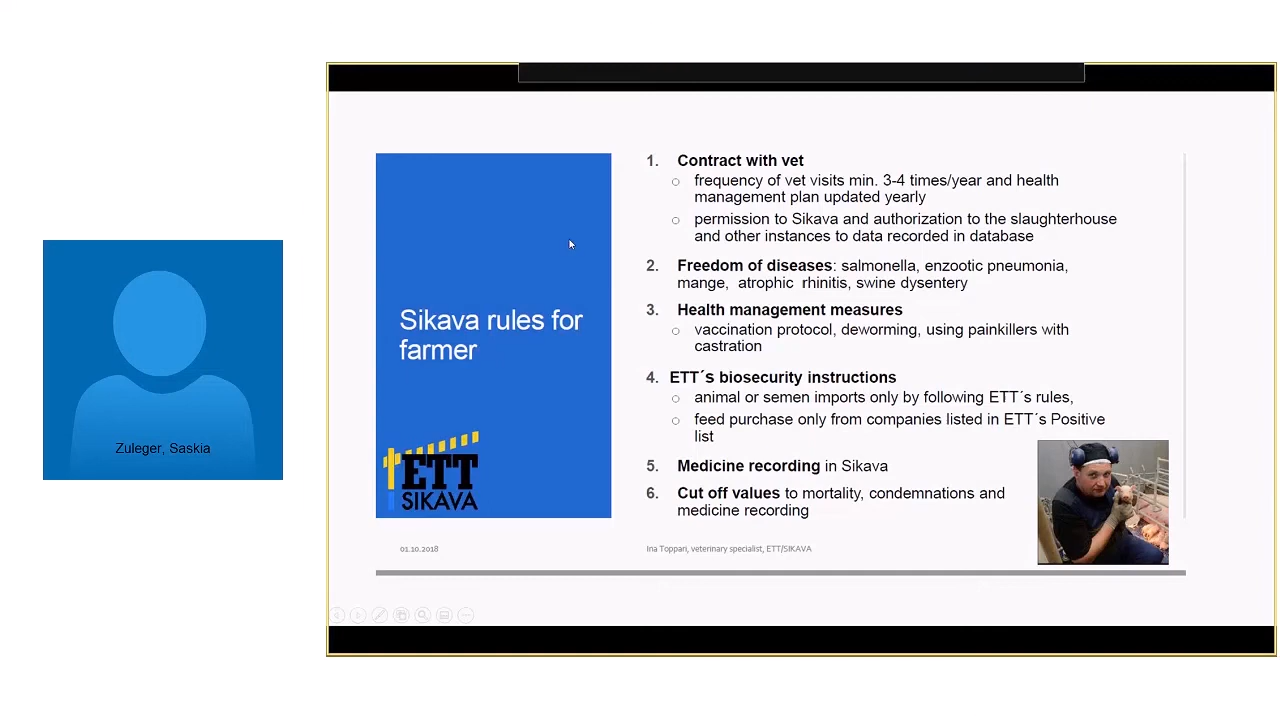 Zuleger, Saskia
Sikava rules for
farmer
ETT
SIKAVA
1. Contract with vet
○ frequency of vet visits min. 3-4 times/year and health
management plan updated yearly
○ permission to Sikava and authorization to the slaughterhouse
and other instances to data recorded in database
2. Freedom of diseases: salmonella, enzootic pneumonia,
mange, atrophic rhinitis, swine dysentery
3. Health management measures
○ vaccination protocol, deworming, using painkillers with
castration
4. ETT´s biosecurity instructions
○ animal or semen imports only by following ETT´s rules,
○ feed purchase only from companies listed in ETT´s Positive
list
5. Medicine recording in Sikava
6. Cut off values to mortality, condemnations and
medicine recording
01.10.2018
Ina Toppari, veterinary specialist, ETT/SIKAVA